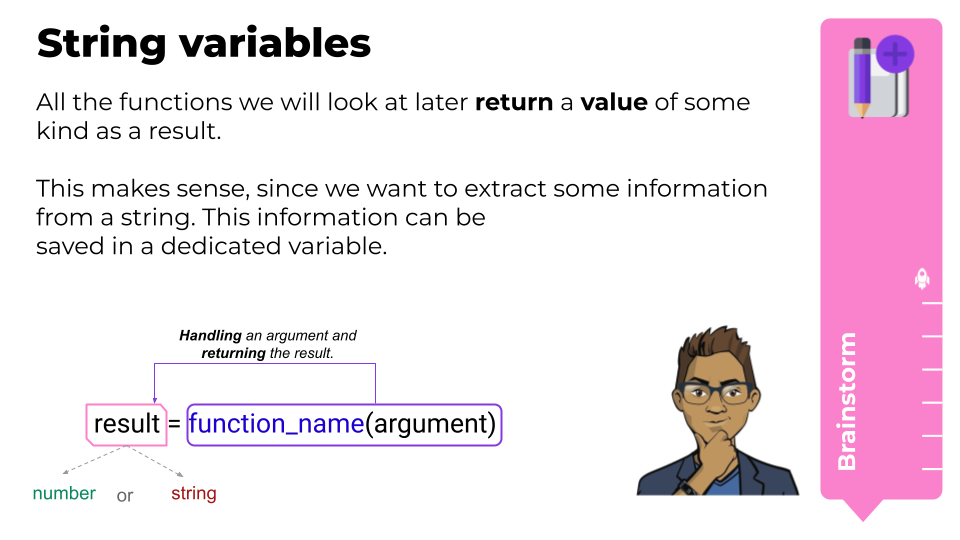 String variables
All the functions we will look at later return a value of some
kind as a result.
This makes sense, since we want to extract some information
from a string. This information can be
saved in a dedicated variable.
Handling an argument and
returning the result.
result = function_name(argument)
number or string
Brainstorm